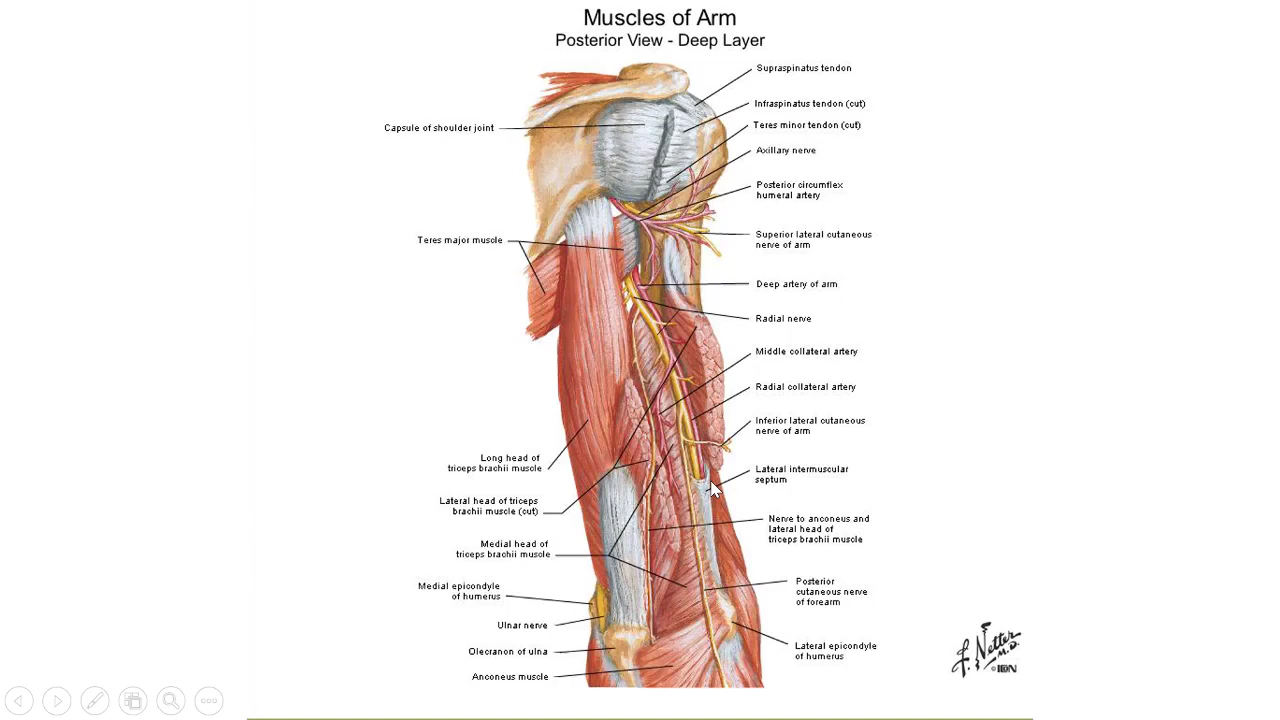 Muscles of Arm
Posterior View - Deep Layer
Supraspinatus tendon
Infraspinatus tendon (cut)
Teres minor tendon (cut)
Capsule of shoulder joint
Axillary nerve
Posterior circumflex
humeral artery
Superior lateral cutaneous
nerve of arm
Teres major muscle
Deep artery of arm
Radial nerve
Middle collateral artery
Radial collateral artery
Inferior lateral cutaneous
nerve of arm
Long head of
triceps brachii muscle
Lateral intermuscular
septum
Lateral head of triceps
brachii muscle (cut)
Nerve to anconeus and
lateral head of
triceps brachii muscle
Medial head of
triceps brachii muscle
Posterior
cutaneous nerve
of forearm
Medial epicondyle
of humerus
Ulnar nerve
Lateral epicondyle
of humerus
Olecranon of ulna
Anconeus muscle
F. Netter
M.D.